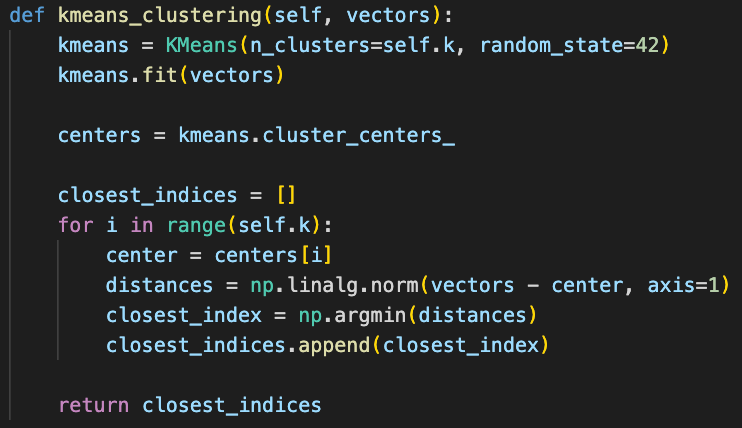 def kmeans_clustering(self, vectors):
    kmeans = KMeans(n_clusters=self.k, random_state=42)
    kmeans.fit(vectors)

    centers = kmeans.cluster_centers_

    closest_indices = []
    for i in range(self.k):
        center = centers[i]
        distances = np.linalg.norm(vectors - center, axis=1)
        closest_index = np.argmin(distances)
        closest_indices.append(closest_index)

    return closest_indices